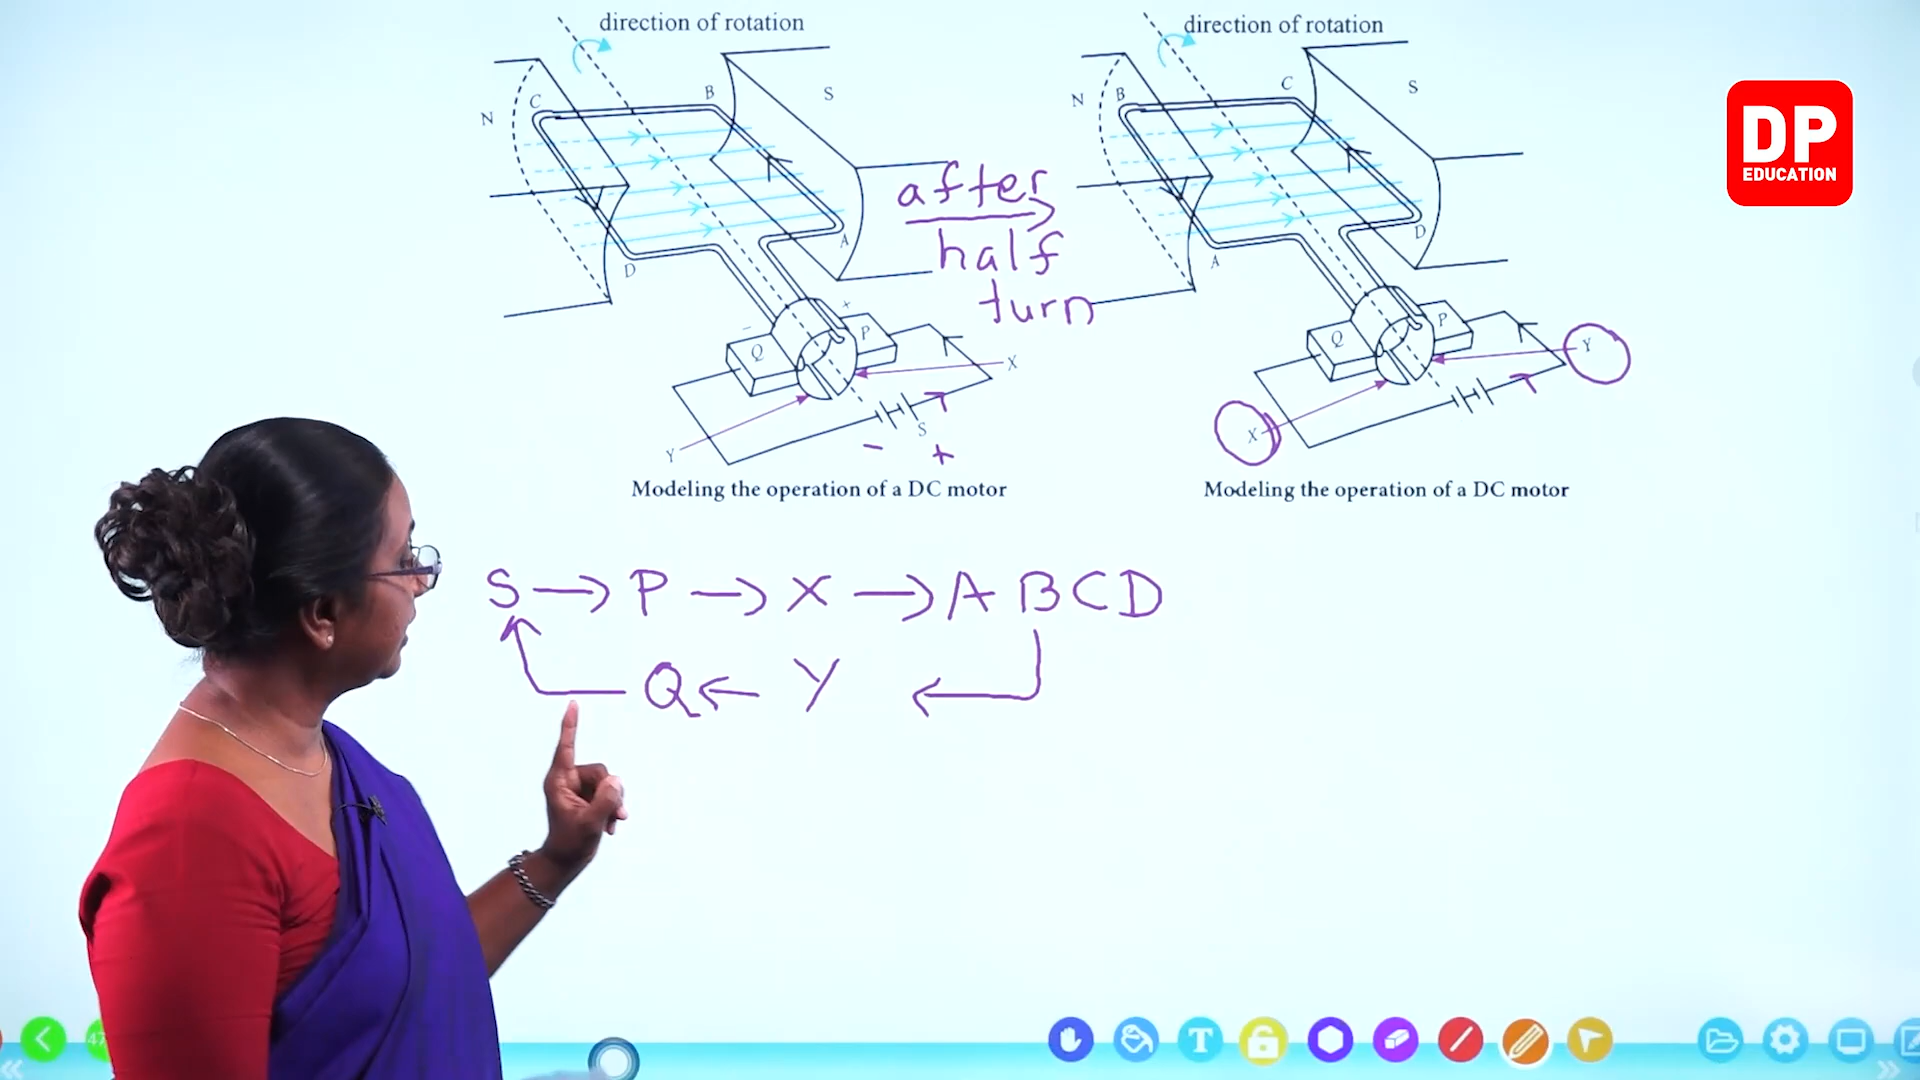 direction of rotation
N
C
B
S
A
D
+
-
Q
P
X
Y
S
-
+
Modeling the operation of a DC motor
after
half
turn
direction of rotation
N
B
C
S
D
A
Q
P
Y
X
Modeling the operation of a DC motor
DP
EDUCATION
S → P → X → A B C D
Q ← Y ←
47
T